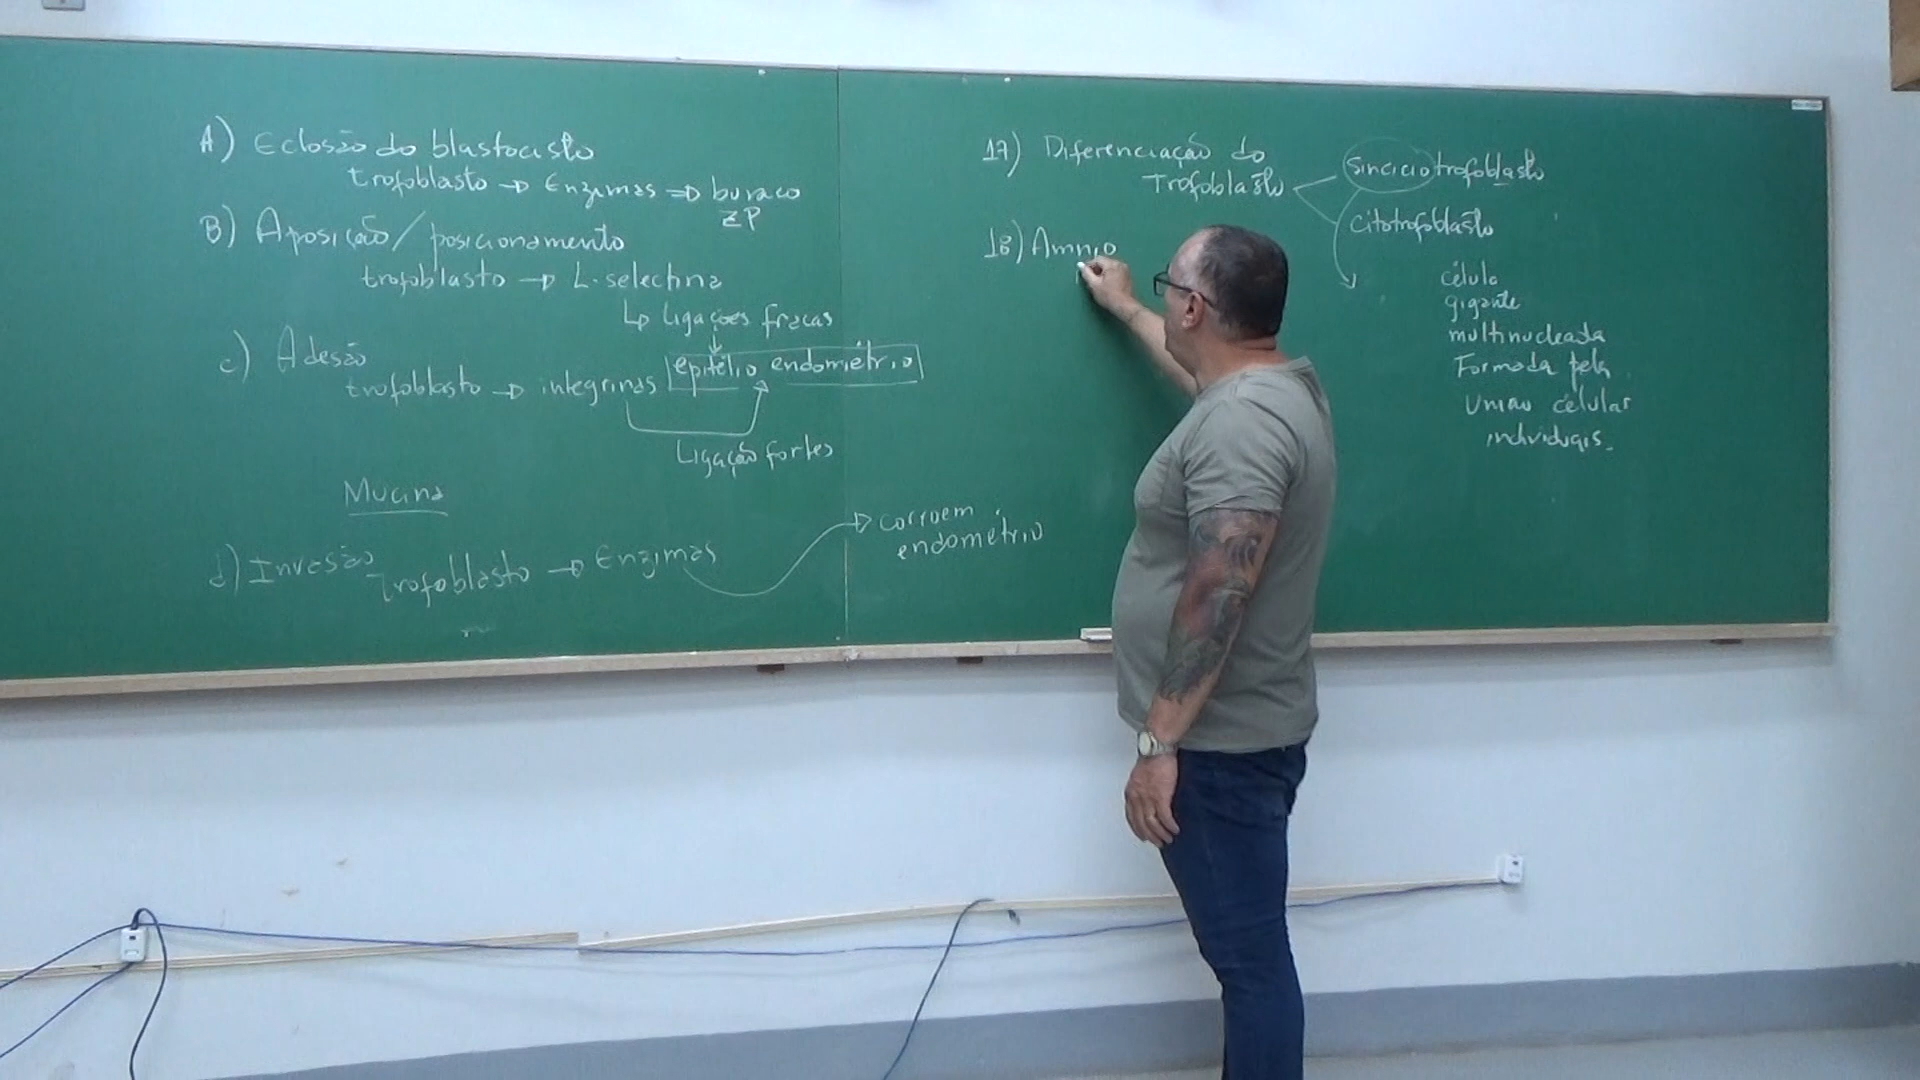 A) Eclosão do blastocisto
trofoblasto → Enzimas ⇒ buraco
ZP
B) Aposição/posicionamento
trofoblasto → L-selectina
↳ Ligações fracas
c) Adesão
trofoblasto → integrinas epitélio endométrio
Ligação fortes
Mucina
d) Invasão
Trofoblasto → Enzimas → corroem
endométrio
17) Diferenciação do
Trofoblasto
sinciciotrofoblasto
citotrofoblasto
célula
gigante
multinucleada
Formada pela
União célular
individuais.
18) Amnio